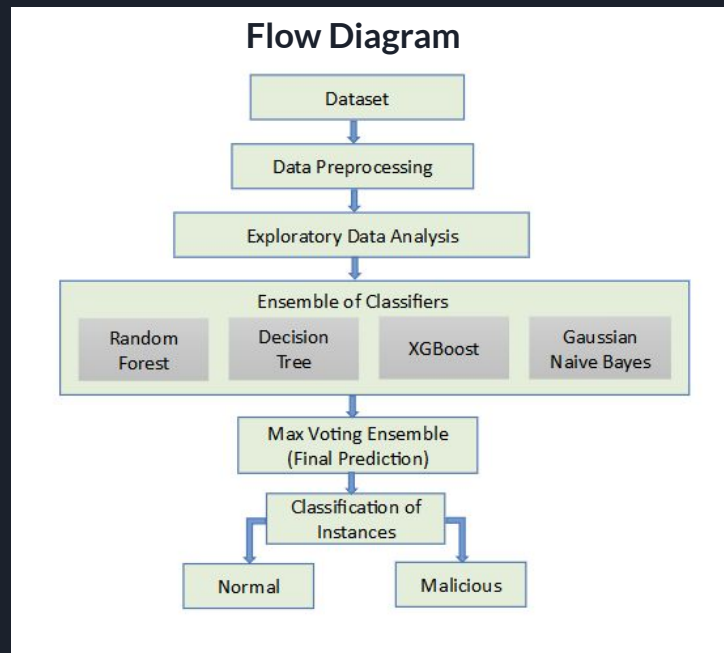 Flow Diagram
Dataset
Data Preprocessing
Exploratory Data Analysis
Ensemble of Classifiers
Random
Forest
Decision
Tree
XGBoost
Gaussian
Naive Bayes
Max Voting Ensemble
(Final Prediction)
Classification of
Instances
Normal
Malicious